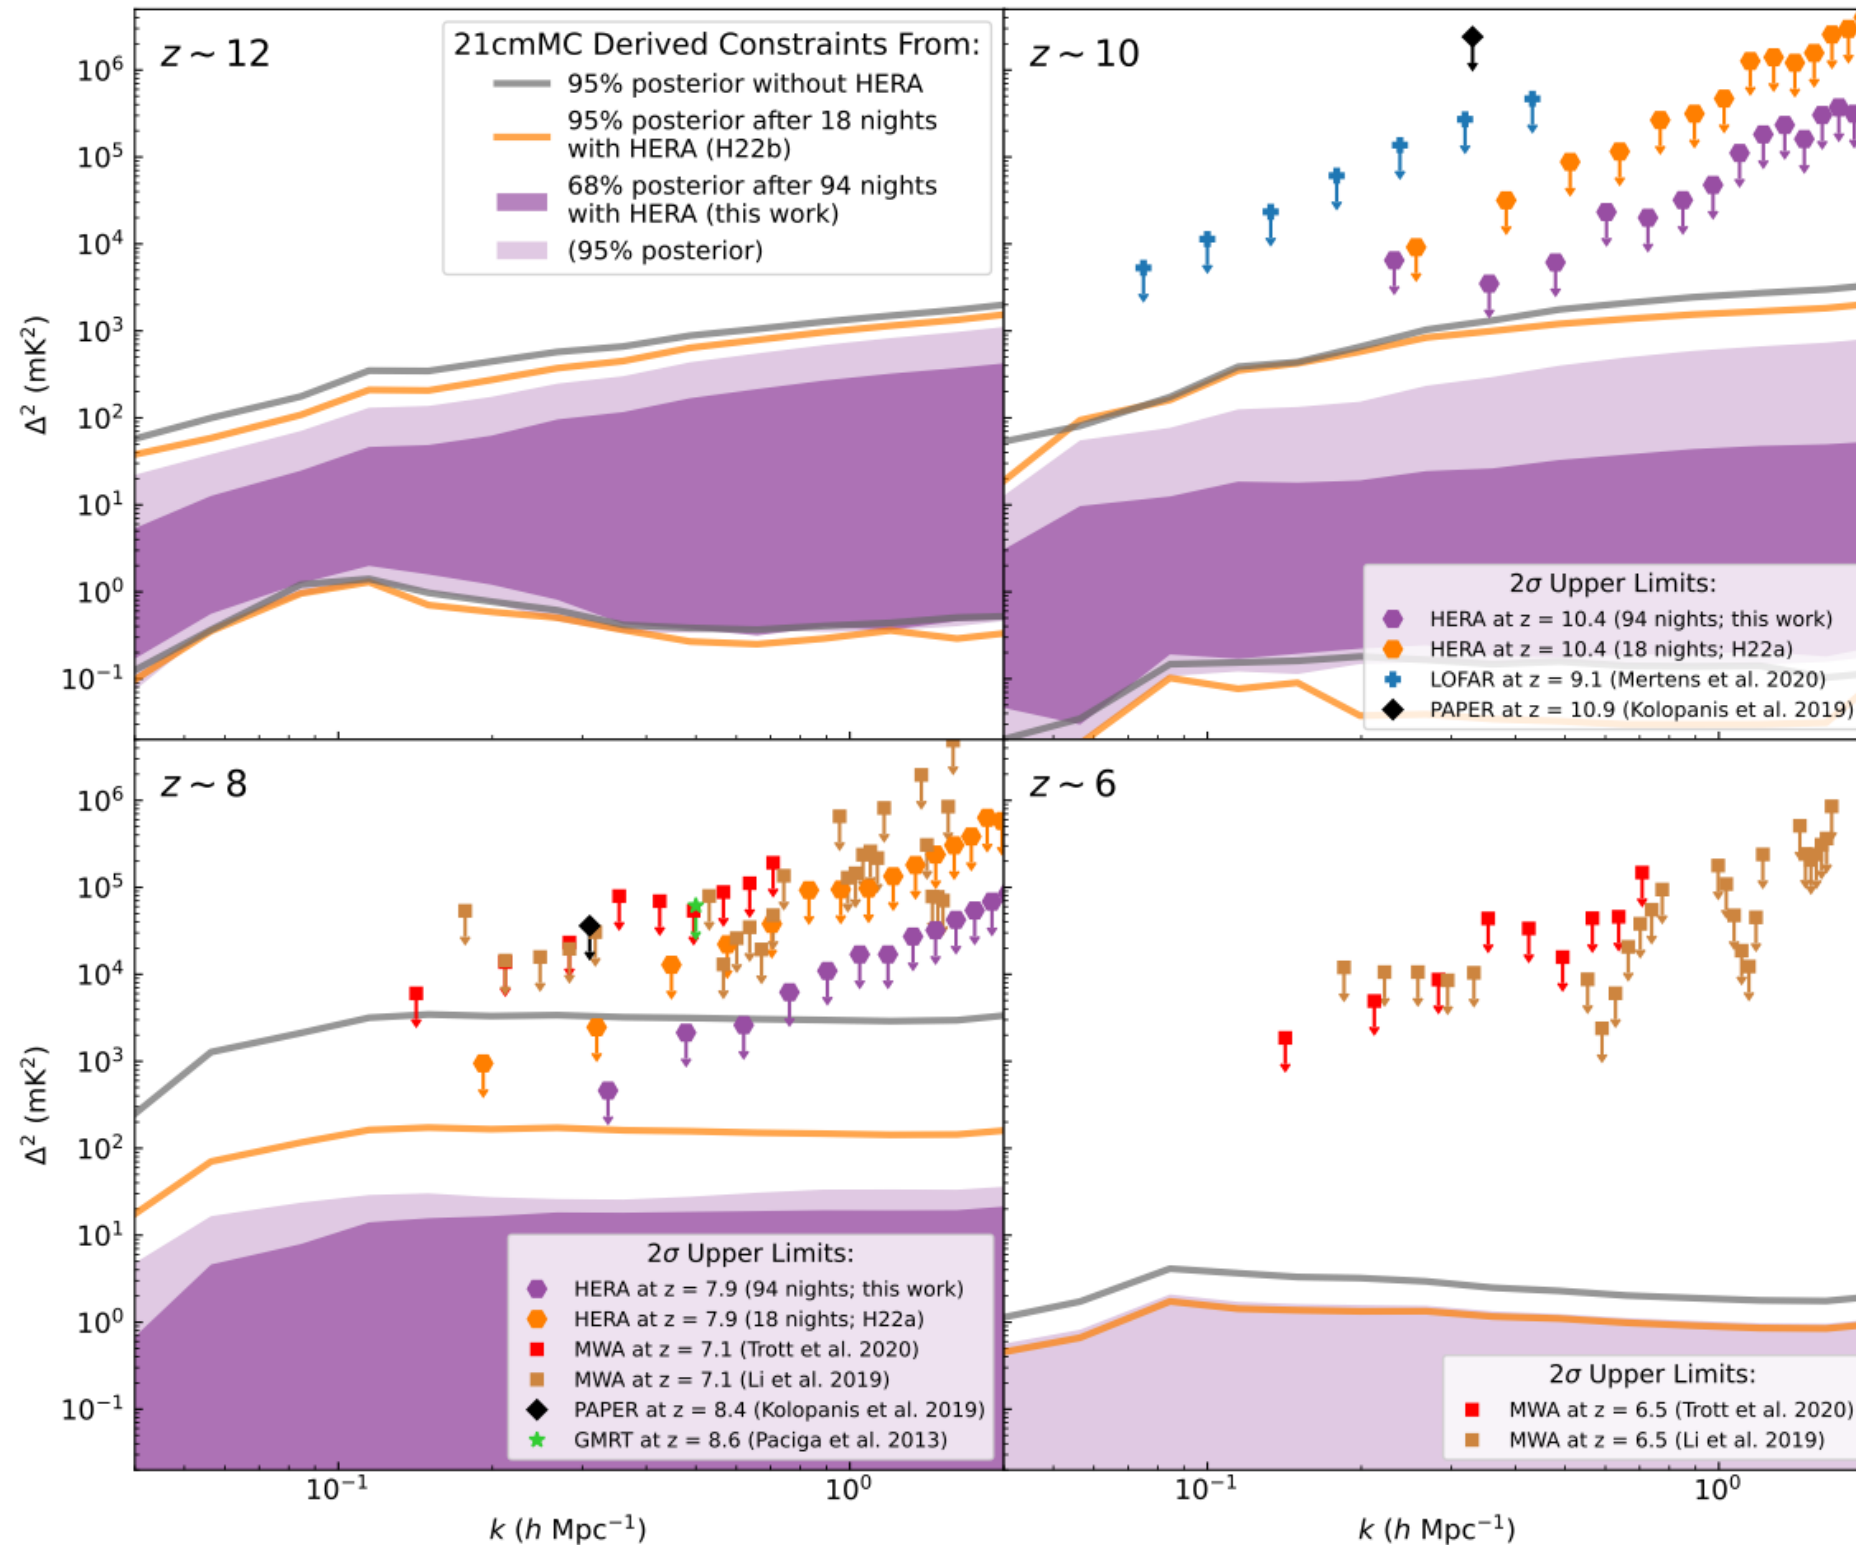 z ~ 12
21cmMC Derived Constraints From:
95% posterior without HERA
95% posterior after 18 nights
with HERA (H22b)
68% posterior after 94 nights
with HERA (this work)
(95% posterior)
Δ² (mK²)
10⁶
10⁵
10⁴
10³
10²
10¹
10⁰
10⁻¹
z ~ 10
2σ Upper Limits:
HERA at z = 10.4 (94 nights; this work)
HERA at z = 10.4 (18 nights; H22a)
LOFAR at z = 9.1 (Mertens et al. 2020)
PAPER at z = 10.9 (Kolopanis et al. 2019)
z ~ 8
Δ² (mK²)
10⁶
10⁵
10⁴
10³
10²
10¹
10⁰
10⁻¹
2σ Upper Limits:
HERA at z = 7.9 (94 nights; this work)
HERA at z = 7.9 (18 nights; H22a)
MWA at z = 7.1 (Trott et al. 2020)
MWA at z = 7.1 (Li et al. 2019)
PAPER at z = 8.4 (Kolopanis et al. 2019)
GMRT at z = 8.6 (Paciga et al. 2013)
10⁻¹
10⁰
k (h Mpc⁻¹)
z ~ 6
2σ Upper Limits:
MWA at z = 6.5 (Trott et al. 2020)
MWA at z = 6.5 (Li et al. 2019)
10⁻¹
10⁰
k (h Mpc⁻¹)